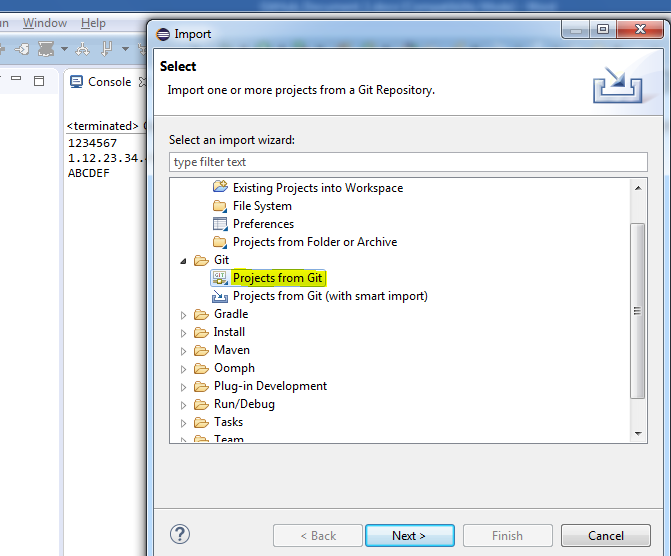 Import
un Window Help
Select
Import one or more projects from a Git Repository.
Console
Select an import wizard:
type filter text
<terminated>
1234567
1.12.23.34.
ABCDEF
Existing Projects into Workspace
File System
Preferences
Projects from Folder or Archive
Git
GIT
Projects from Git
Projects from Git (with smart import)
Gradle
Install
Maven
Oomph
Plug-in Development
Run/Debug
Tasks
Team
?
< Back
Next >
Finish
Cancel